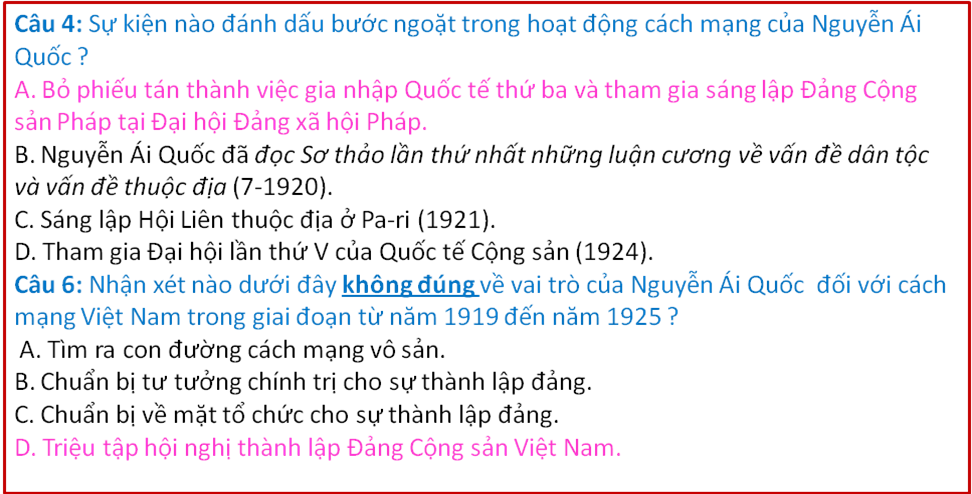 Câu 4: Sự kiện nào đánh dấu bước ngoặt trong hoạt động cách mạng của Nguyễn Ái
Quốc ?
A. Bỏ phiếu tán thành việc gia nhập Quốc tế thứ ba và tham gia sáng lập Đảng Cộng
sản Pháp tại Đại hội Đảng xã hội Pháp.
B. Nguyễn Ái Quốc đã đọc Sơ thảo lần thứ nhất những luận cương về vấn đề dân tộc
và vấn đề thuộc địa (7-1920).
C. Sáng lập Hội Liên thuộc địa ở Pa-ri (1921).
D. Tham gia Đại hội lần thứ V của Quốc tế Cộng sản (1924).
Câu 6: Nhận xét nào dưới đây không đúng về vai trò của Nguyễn Ái Quốc đối với cách
mạng Việt Nam trong giai đoạn từ năm 1919 đến năm 1925 ?
A. Tìm ra con đường cách mạng vô sản.
B. Chuẩn bị tư tưởng chính trị cho sự thành lập đảng.
C. Chuẩn bị về mặt tổ chức cho sự thành lập đảng.
D. Triệu tập hội nghị thành lập Đảng Cộng sản Việt Nam.